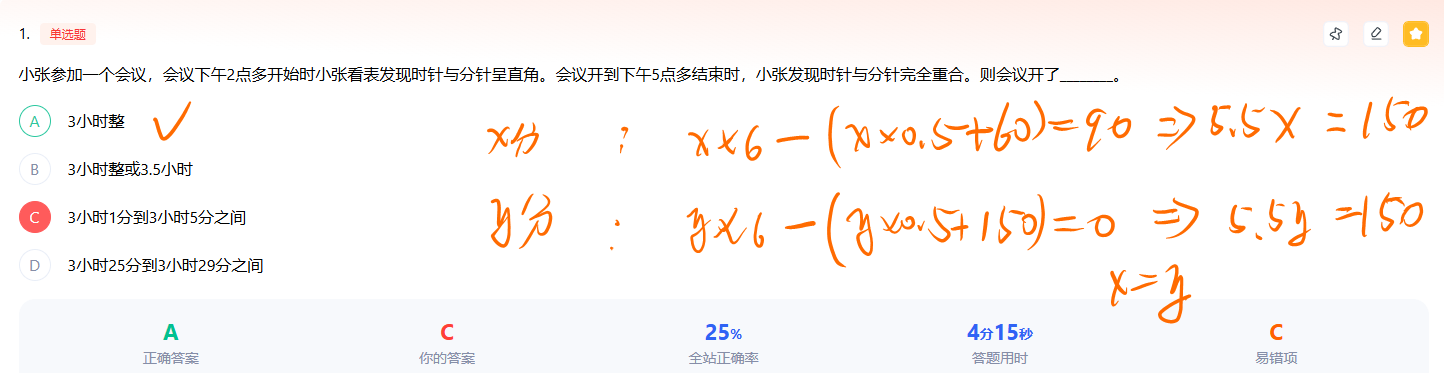 1. 单选题
小张参加一个会议，会议下午2点多开始时小张看表发现时针与分针呈直角。会议开到下午5点多结束时，小张发现时针与分针完全重合。则会议开了______。
A 3小时整
x分 : x×6-(x×0.5+60)=90 ⇒ 5.5x=150
B 3小时整或3.5小时
C 3小时1分到3小时5分之间
y分 : y×6-(y×0.5+150)=0 ⇒ 5.5y=150
D 3小时25分到3小时29分之间
x=y
A C 25% 4分15秒 C
正确答案 你的答案 全站正确率 答题用时 易错项